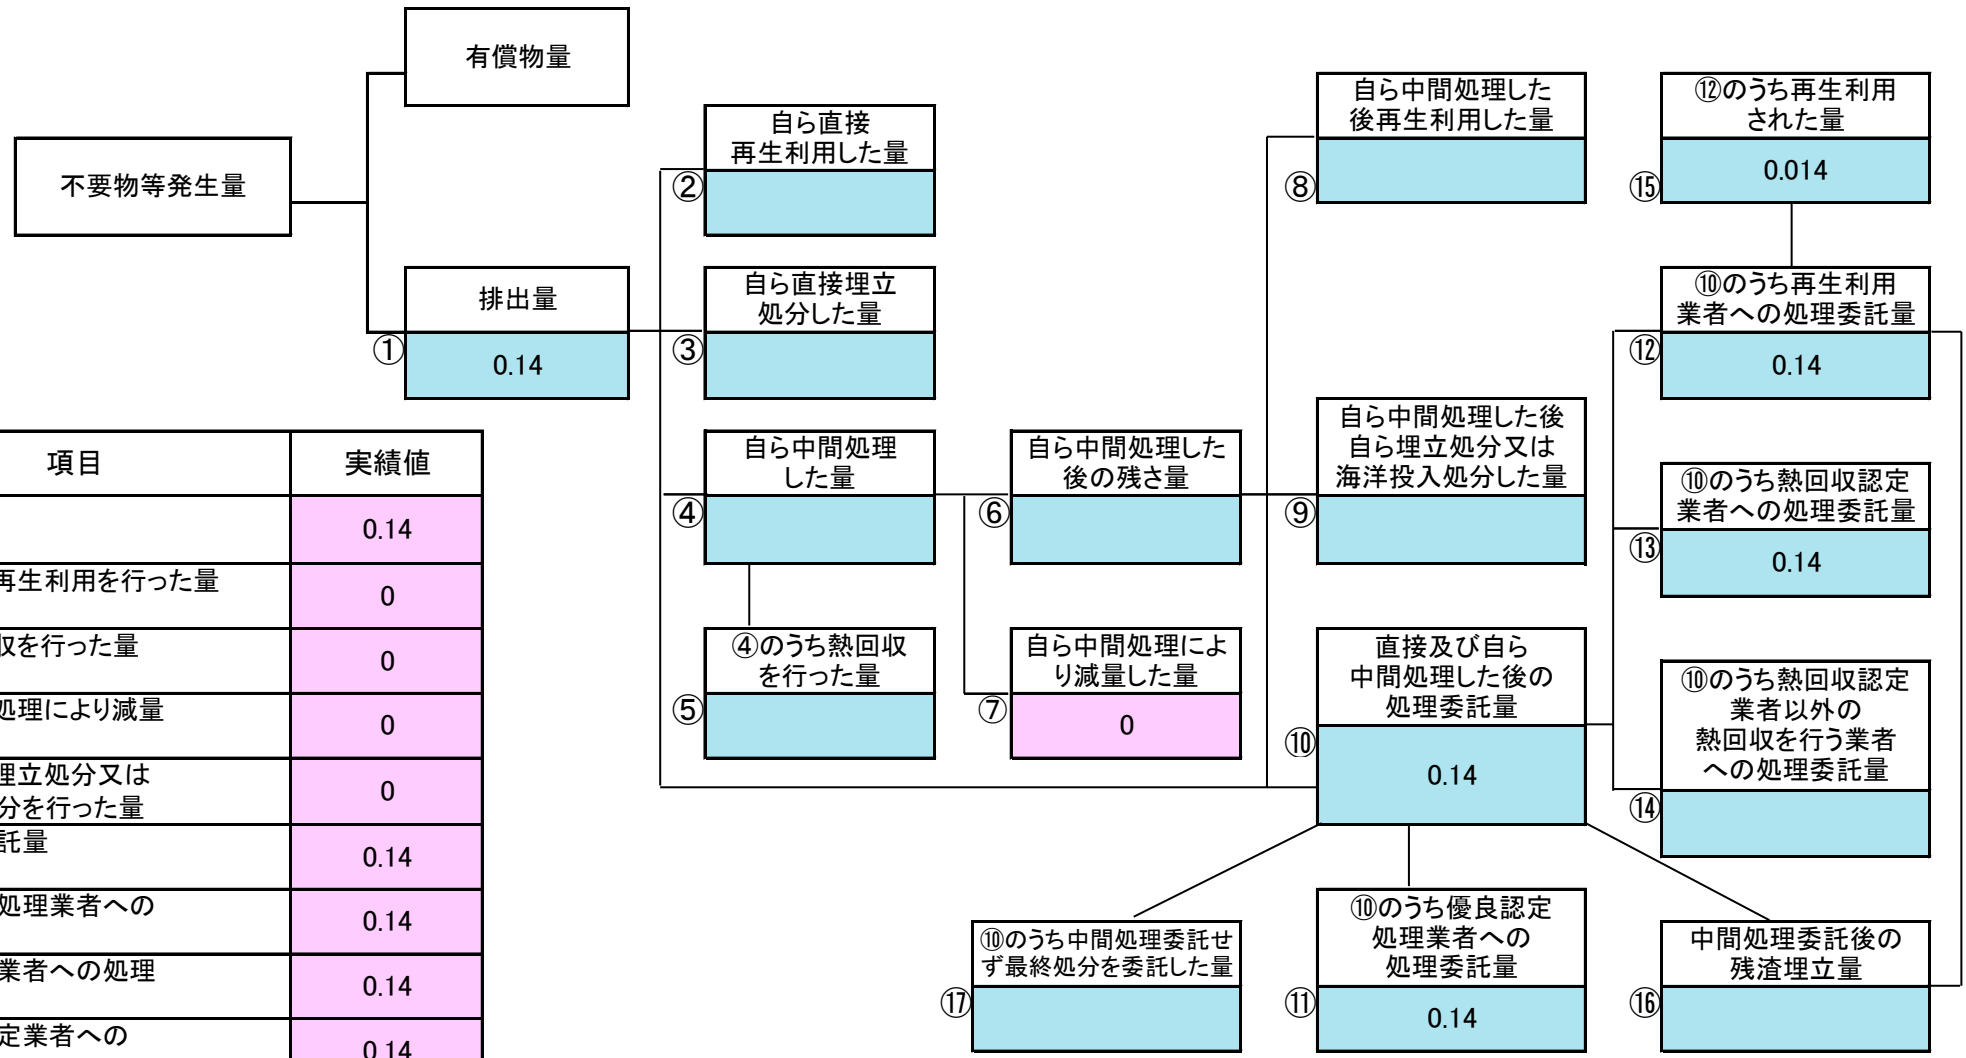 有償物量
不要物等発生量
排出量
①
0.14
自ら直接
再生利用した量
②
自ら直接埋立
処分した量
③
自ら中間処理
した量
④
④のうち熱回収
を行った量
⑤
自ら中間処理した
後の残さ量
⑥
自ら中間処理によ
り減量した量
⑦
0
自ら中間処理した
後再生利用した量
⑧
自ら中間処理した後
自ら埋立処分又は
海洋投入処分した量
⑨
直接及び自ら
中間処理した後の
処理委託量
⑩
0.14
⑫のうち再生利用
された量
⑮
0.014
⑩のうち再生利用
業者への処理委託量
⑫
0.14
⑩のうち熱回収認定
業者への処理委託量
⑬
0.14
⑩のうち熱回収認定
業者以外の
熱回収を行う業者
への処理委託量
⑭
⑩のうち中間処理委託せ
ず最終処分を委託した量
⑰
⑩のうち優良認定
処理業者への
処理委託量
⑪
0.14
中間処理委託後の
残渣埋立量
⑯
項目 実績値
0.14
再生利用を行った量
0
収を行った量
0
処理により減量
0
埋立処分又は
分を行った量
0
託量
0.14
処理業者への
0.14
業者への処理
0.14
定業者への
0.14